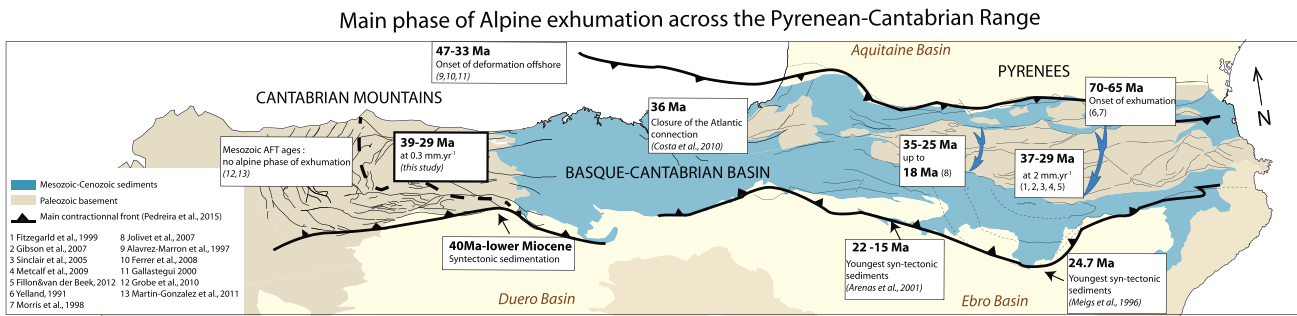 Main phase of Alpine exhumation across the Pyrenean-Cantabrian Range
47-33 Ma
Onset of deformation offshore
(9,10,11)
Aquitaine Basin
PYRENEES
70-65 Ma
Onset of exhumation
(6,7)
N
CANTABRIAN MOUNTAINS
36 Ma
Closure of the Atlantic
connection
(Costa et al., 2010)
Mesozoic AFT ages :
no alpine phase of exhumation
(12,13)
39-29 Ma
at 0.3 mm.yr-1
(this study)
35-25 Ma
up to
18 Ma (8)
37-29 Ma
at 2 mm.yr-1
(1, 2, 3, 4, 5)
BASQUE-CANTABRIAN BASIN
Mesozoic-Cenozoic sediments
Paleozoic basement
Main contractionnal front (Pedreira et al., 2015)
1 Fitzegarld et al., 1999
2 Gibson et al., 2007
3 Sinclair et al., 2005
4 Metcalf et al., 2009
5 Fillon&van der Beek, 2012
6 Yelland, 1991
7 Morris et al., 1998
8 Jolivet et al., 2007
9 Alavrez-Marron et al., 1997
10 Ferrer et al., 2008
11 Gallastegui 2000
12 Grobe et al., 2010
13 Martin-Gonzalez et al., 2011
40Ma-lower Miocene
Syntectonic sedimentation
22 -15 Ma
Youngest syn-tectonic
sediments
(Arenas et al., 2001)
24.7 Ma
Youngest syn-tectonic
sediments
(Meigs et al., 1996)
Duero Basin
Ebro Basin